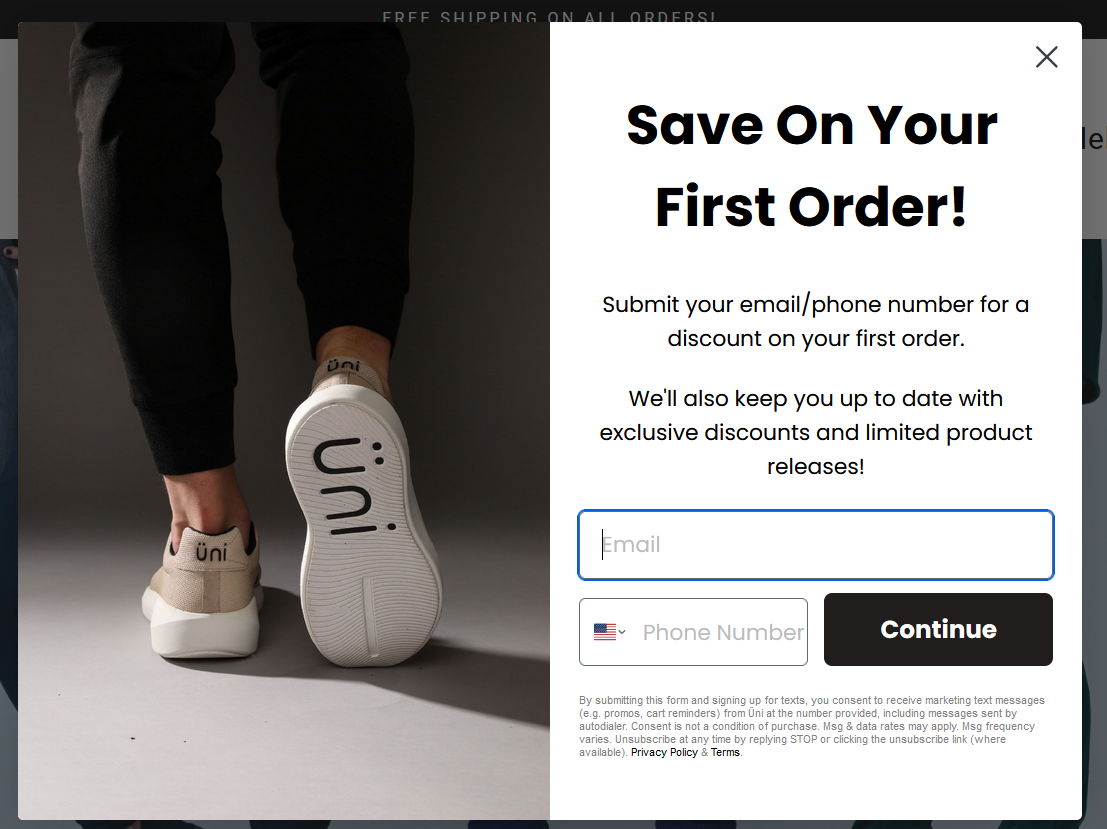 FREE SHIPPING ON ALL ORDERS!
Save On Your
First Order!
Submit your email/phone number for a
discount on your first order.
We'll also keep you up to date with
exclusive discounts and limited product
releases!
Email
Phone Number
Continue
By submitting this form and signing up for texts, you consent to receive marketing text messages
(e.g. promos, cart reminders) from Üni at the number provided, including messages sent by
autodialer. Consent is not a condition of purchase. Msg & data rates may apply. Msg frequency
varies. Unsubscribe at any time by replying STOP or clicking the unsubscribe link (where
available). Privacy Policy & Terms.
üni
üni
üni